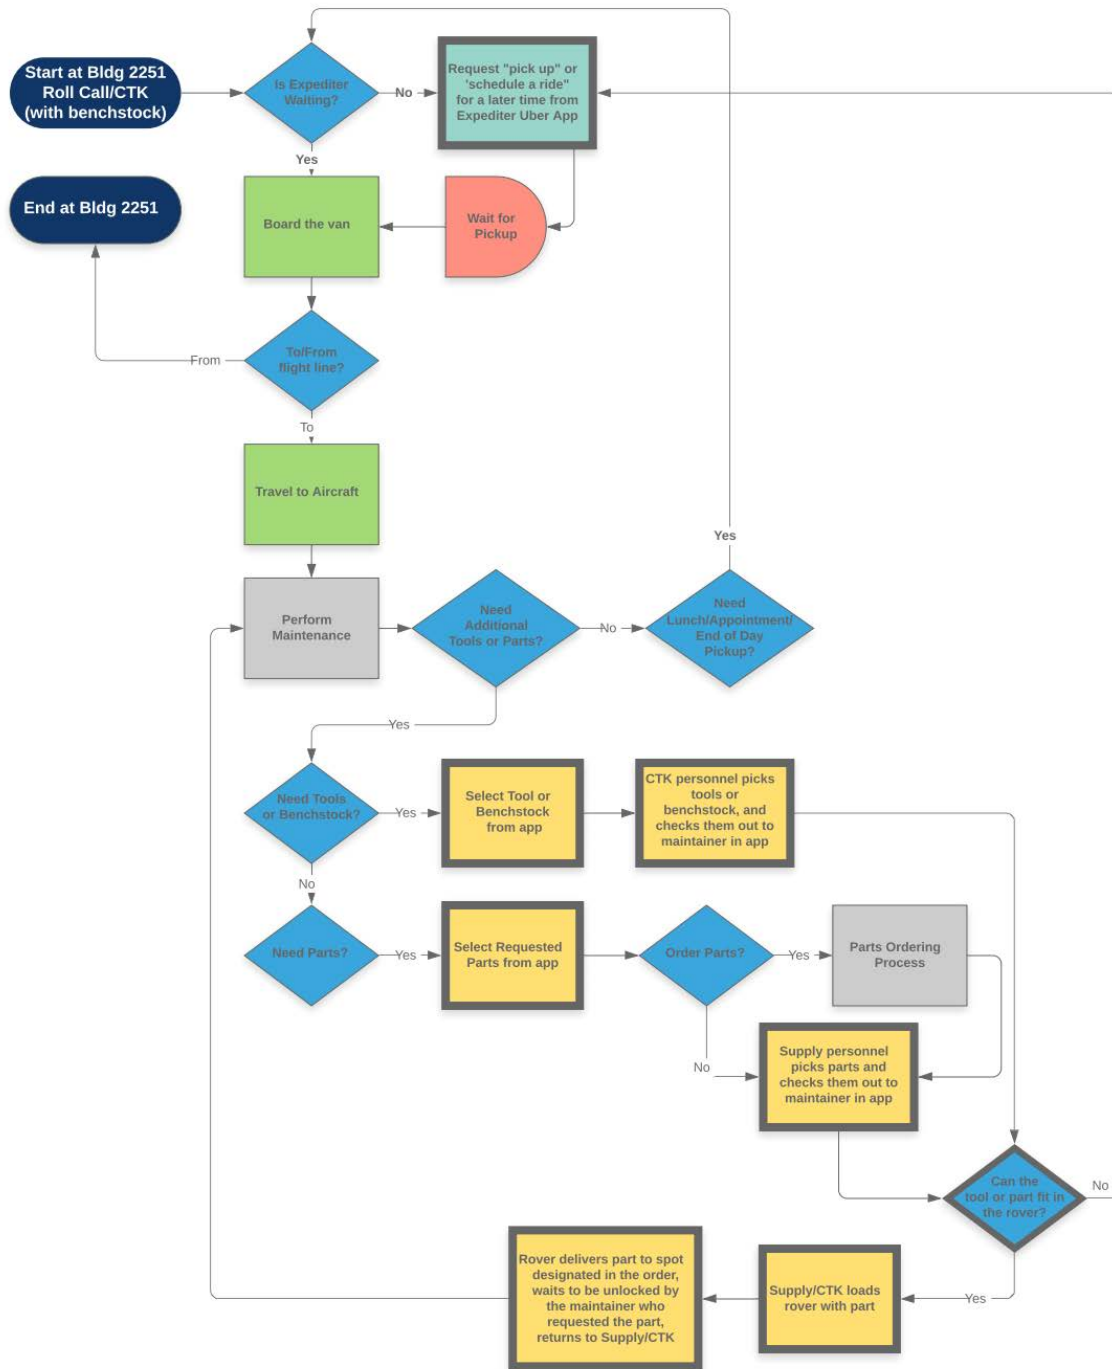 Start at Bldg 2251
Roll Call/CTK
(with benchstock)
Is Expediter
Waiting?
No
Request "pick up" or
'schedule a ride"
for a later time from
Expediter Uber App
Yes
End at Bldg 2251
Board the van
Wait for
Pickup
To/From
flight line?
From
To
Travel to Aircraft
Yes
Perform
Maintenance
Need
Additional
Tools or Parts?
No
Need
Lunch/Appointment/
End of Day
Pickup?
Yes
Need Tools
or Benchstock?
Yes
Select Tool or
Benchstock
from app
CTK personnel picks
tools or
benchstock, and
checks them out to
maintainer in app
No
Need Parts?
Yes
Select Requested
Parts from app
Order Parts?
Yes
Parts Ordering
Process
No
Supply personnel
picks parts and
checks them out to
maintainer in app
Can the
tool or part fit in
the rover?
No
Yes
Supply/CTK loads
rover with part
Rover delivers part to spot
designated in the order,
waits to be unlocked by
the maintainer who
requested the part,
returns to Supply/CTK